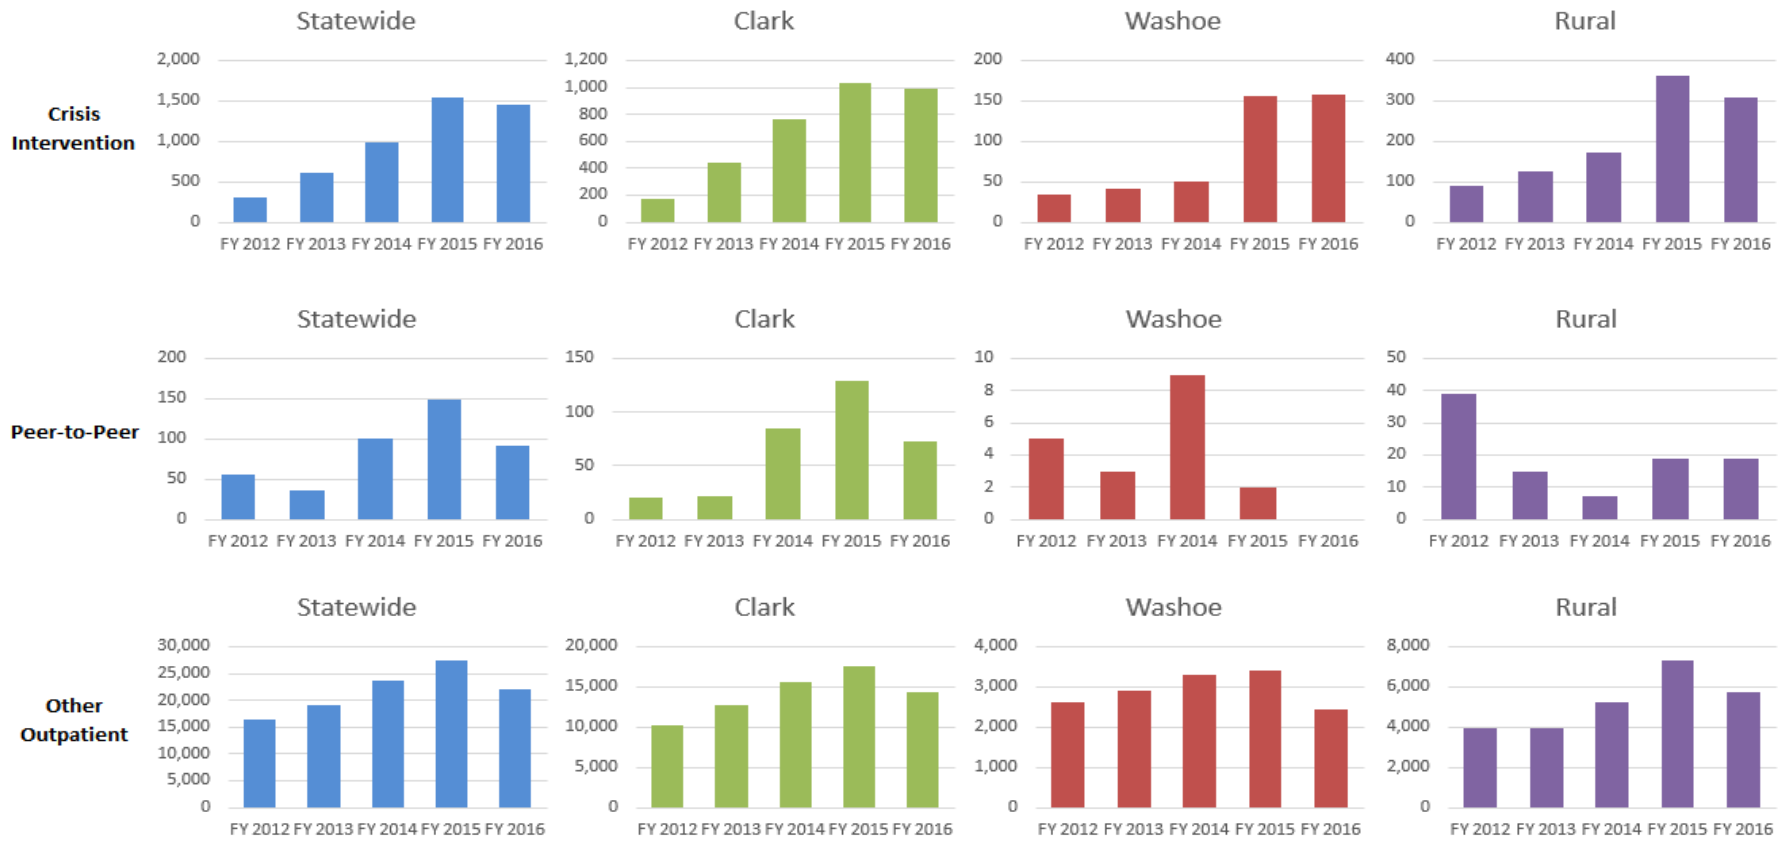 Statewide
Clark
Washoe
Rural
Crisis
Intervention
2,000
1,500
1,000
500
0
FY 2012 FY 2013 FY 2014 FY 2015 FY 2016
1,200
1,000
800
600
400
200
0
FY 2012 FY 2013 FY 2014 FY 2015 FY 2016
200
150
100
50
0
FY 2012 FY 2013 FY 2014 FY 2015 FY 2016
400
300
200
100
0
FY 2012 FY 2013 FY 2014 FY 2015 FY 2016
Statewide
Clark
Washoe
Rural
Peer-to-Peer
200
150
100
50
0
FY 2012 FY 2013 FY 2014 FY 2015 FY 2016
150
100
50
0
FY 2012 FY 2013 FY 2014 FY 2015 FY 2016
10
8
6
4
2
0
FY 2012 FY 2013 FY 2014 FY 2015 FY 2016
50
40
30
20
10
0
FY 2012 FY 2013 FY 2014 FY 2015 FY 2016
Statewide
Clark
Washoe
Rural
Other
Outpatient
30,000
25,000
20,000
15,000
10,000
5,000
0
FY 2012 FY 2013 FY 2014 FY 2015 FY 2016
20,000
15,000
10,000
5,000
0
FY 2012 FY 2013 FY 2014 FY 2015 FY 2016
4,000
3,000
2,000
1,000
0
FY 2012 FY 2013 FY 2014 FY 2015 FY 2016
8,000
6,000
4,000
2,000
0
FY 2012 FY 2013 FY 2014 FY 2015 FY 2016